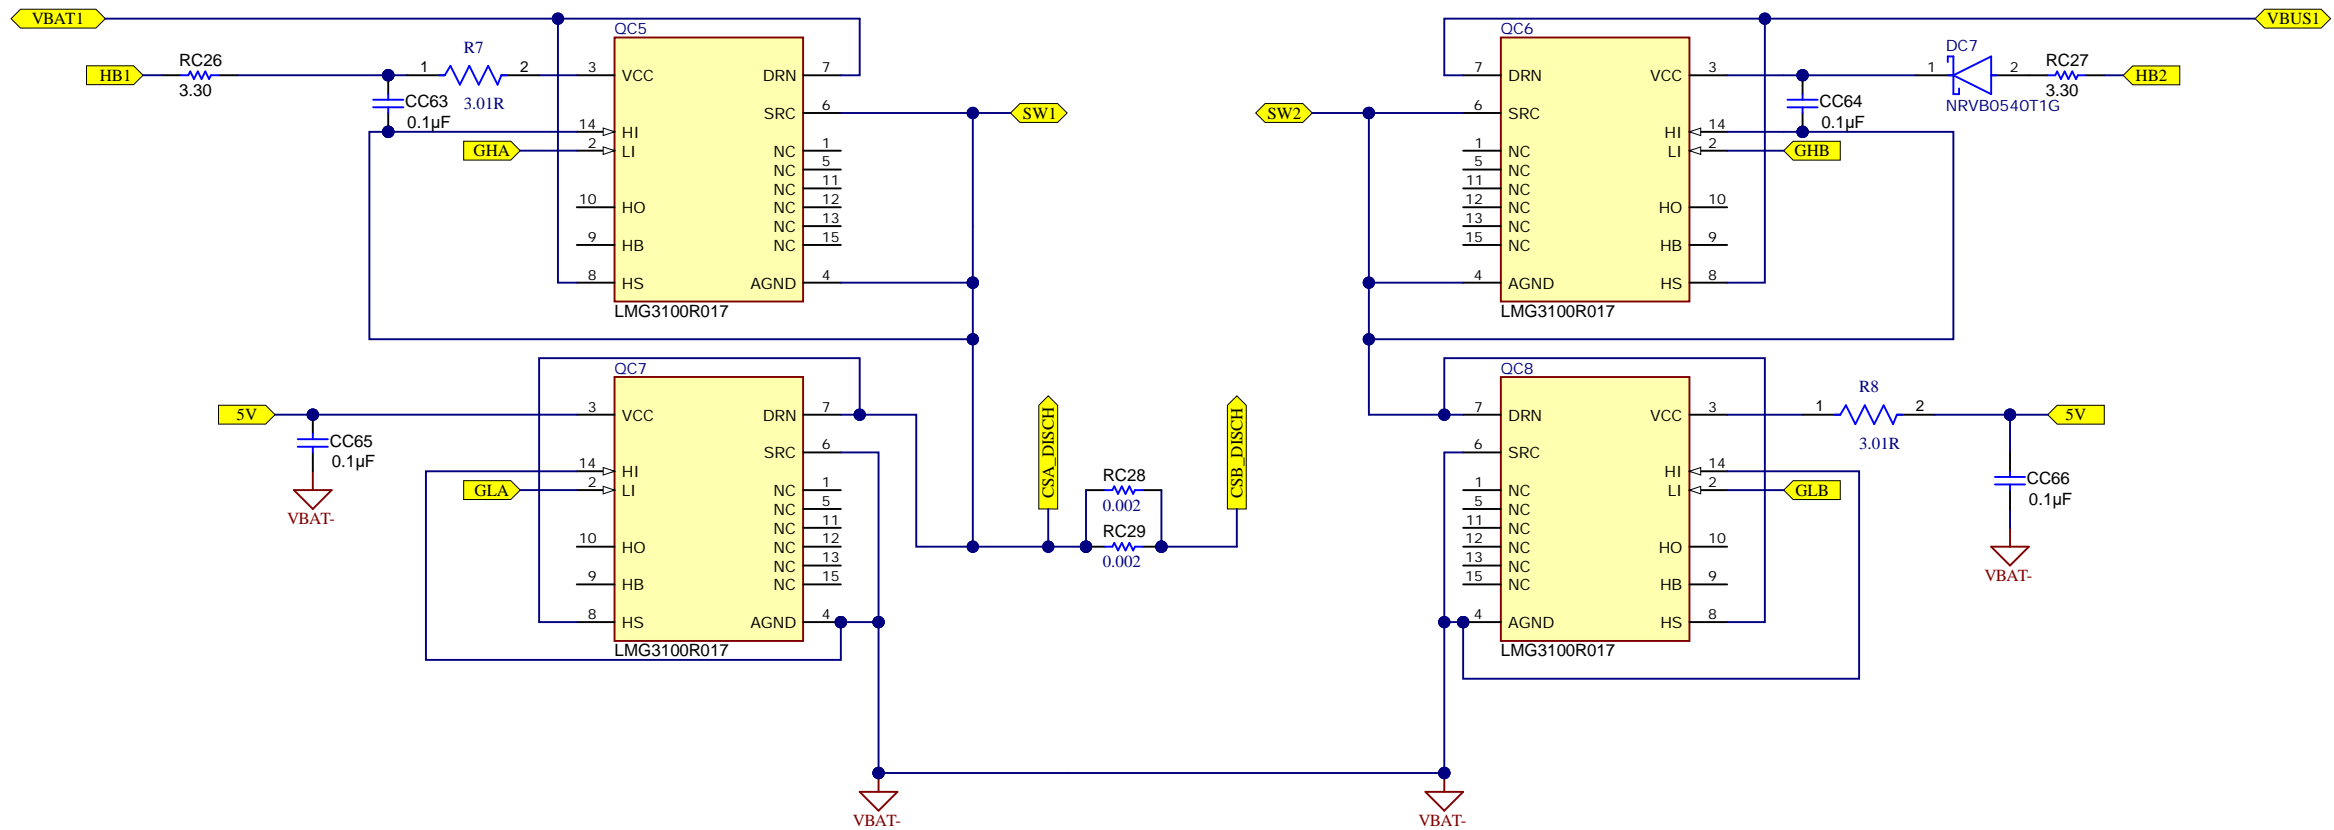 VBAT1
HB1
RC26
3.30
R7
1
2
3.01R
CC63
0.1µF
GHA
QC5
3 VCC
14 HI
2 LI
10 HO
9 HB
8 HS
DRN 7
SRC 6
NC 1
NC 5
NC 11
NC 12
NC 13
NC 15
AGND 4
LMG3100R017
SW1
SW2
QC6
7 DRN
6 SRC
1 NC
5 NC
11 NC
12 NC
13 NC
15 NC
4 AGND
VCC 3
HI 14
LI 2
HO 10
HB 9
HS 8
LMG3100R017
VBUS1
DC7
1
2
NRVB0540T1G
RC27
3.30
HB2
CC64
0.1µF
GHB
5V
CC65
0.1µF
VBAT-
GLA
QC7
3 VCC
14 HI
2 LI
10 HO
9 HB
8 HS
DRN 7
SRC 6
NC 1
NC 5
NC 11
NC 12
NC 13
NC 15
AGND 4
LMG3100R017
CSA_DISCH
RC28
0.002
RC29
0.002
CSB_DISCH
QC8
7 DRN
6 SRC
1 NC
5 NC
11 NC
12 NC
13 NC
15 NC
4 AGND
VCC 3
HI 14
LI 2
HO 10
HB 9
HS 8
LMG3100R017
R8
1
2
3.01R
5V
GLB
CC66
0.1µF
VBAT-
VBAT-
VBAT-